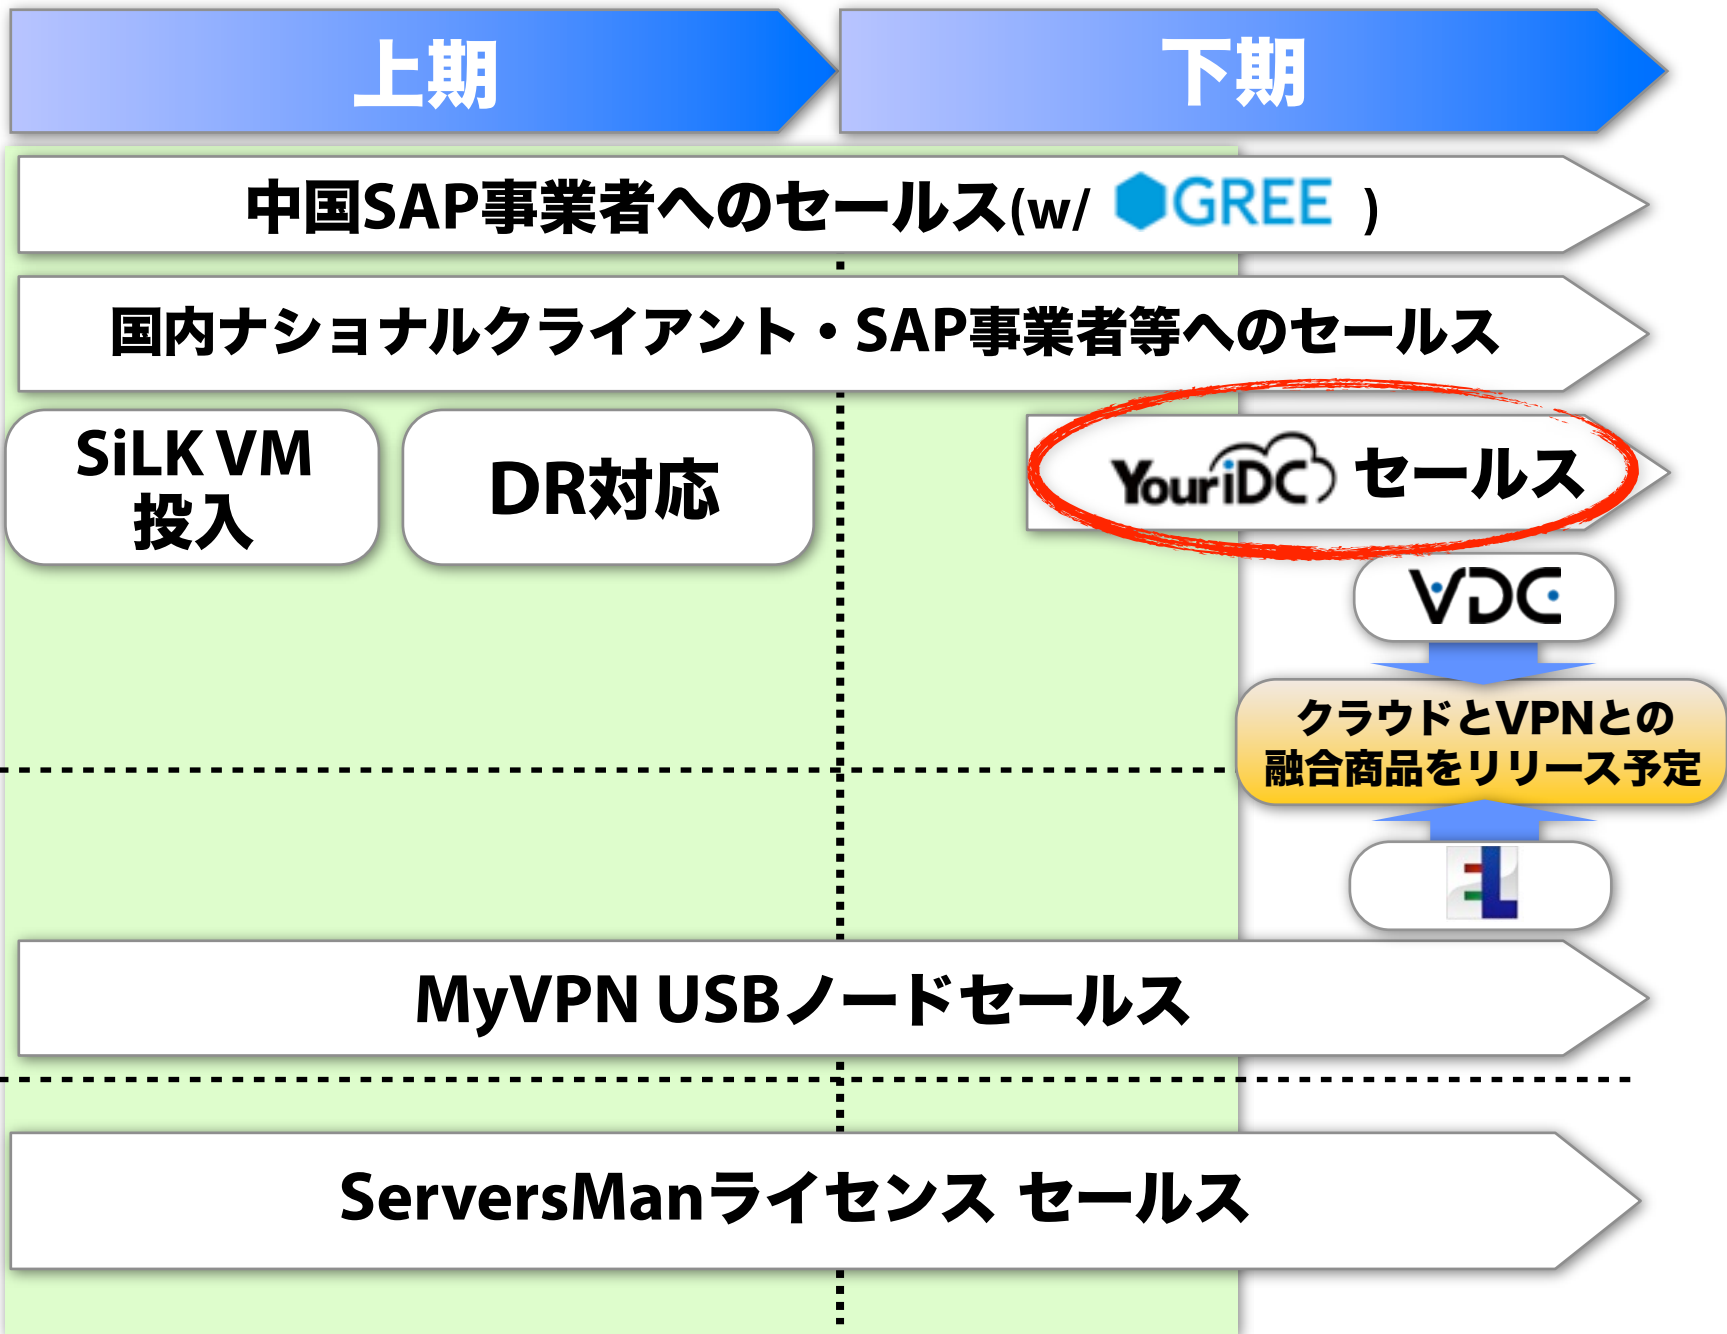 上期
下期
中国SAP事業者へのセールス(w/ GREE )
国内ナショナルクライアント・SAP事業者等へのセールス
SiLK VM
投入
DR対応
YouriDC セールス
VDC
クラウドとVPNとの
融合商品をリリース予定
MyVPN USBノードセールス
ServersManライセンス セールス